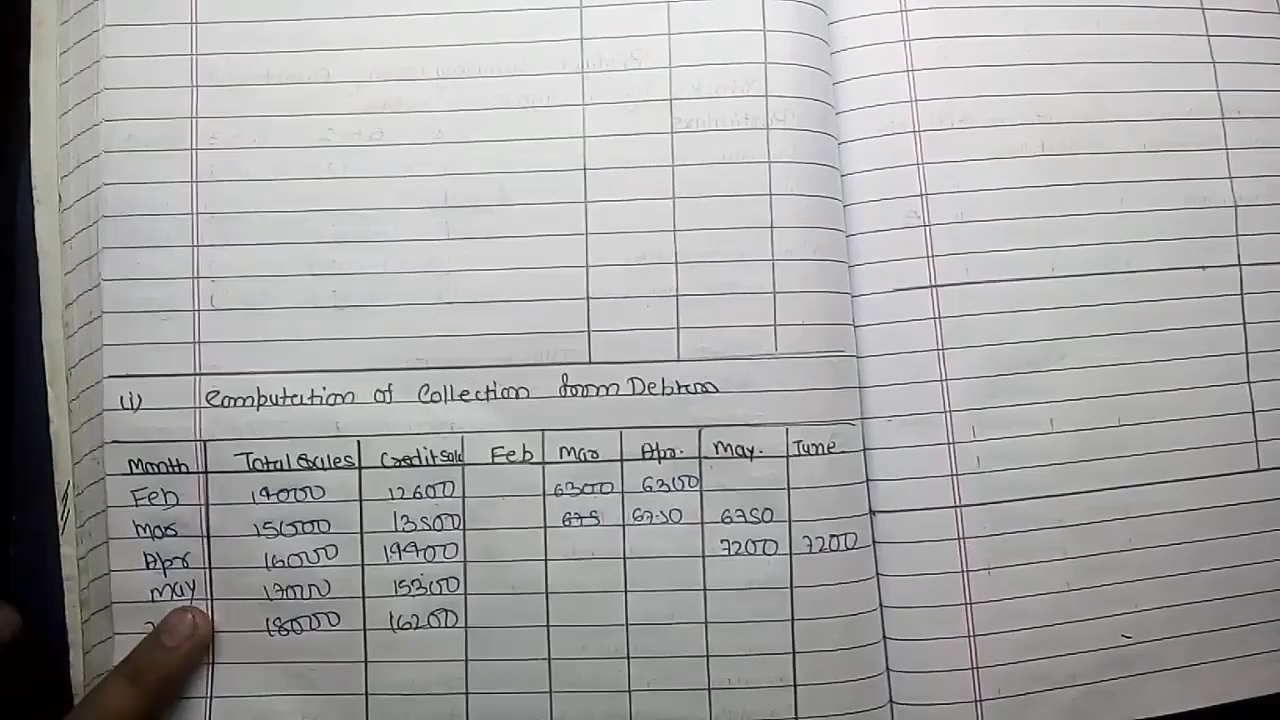 (i) Computation of Collection from Debtors
Month Total Sales Credit Sale Feb Mar Apr. May. June
Feb 14000 12600 6300 6300
Mar 15000 13500 675 6750 6750
Apr 16000 14400 7200 7200
May 17000 15300
18000 16200